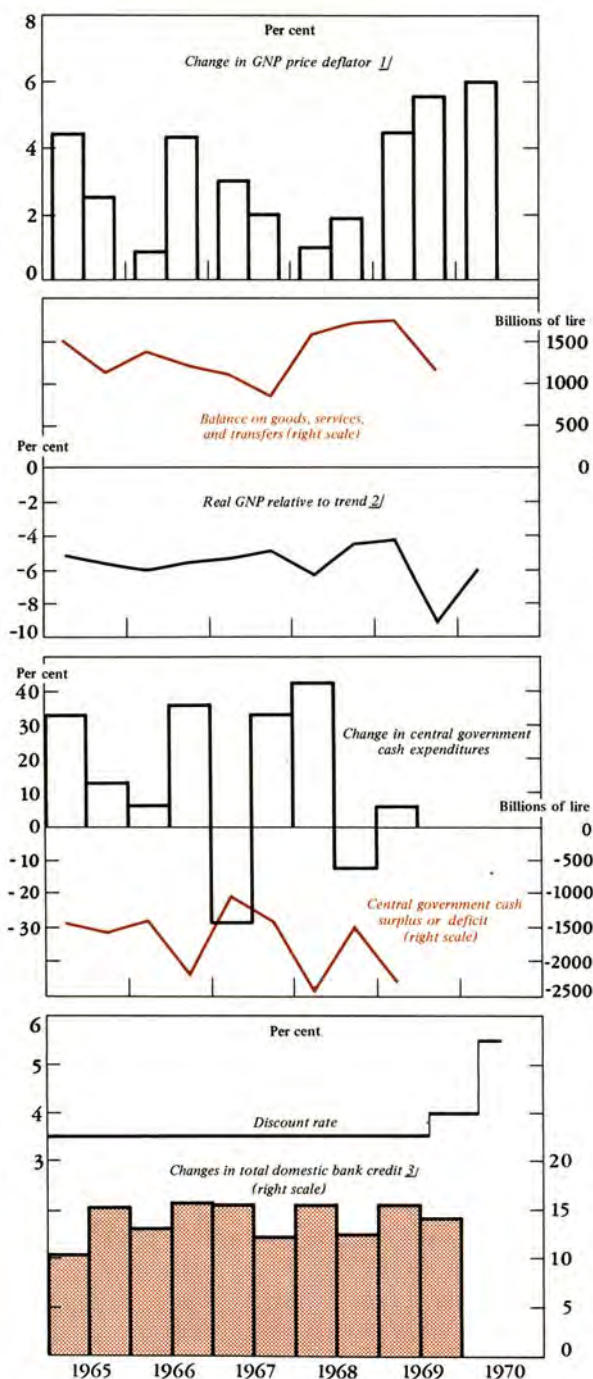 Per cent
Change in GNP price deflator 1/
8
6
4
2
0
Billions of lire
1500
1000
500
0
Balance on goods, services,
and transfers (right scale)
Per cent
0
-2
-4
-6
-8
-10
Real GNP relative to trend 2/
Per cent
40
30
20
10
0
-10
-20
-30
Change in central government
cash expenditures
Billions of lire
0
-500
-1000
-1500
-2000
-2500
Central government cash
surplus or deficit
(right scale)
Per cent
6
5
4
3
Discount rate
Changes in total domestic bank credit 3/
(right scale)
20
15
10
5
0
1965 1966 1967 1968 1969 1970